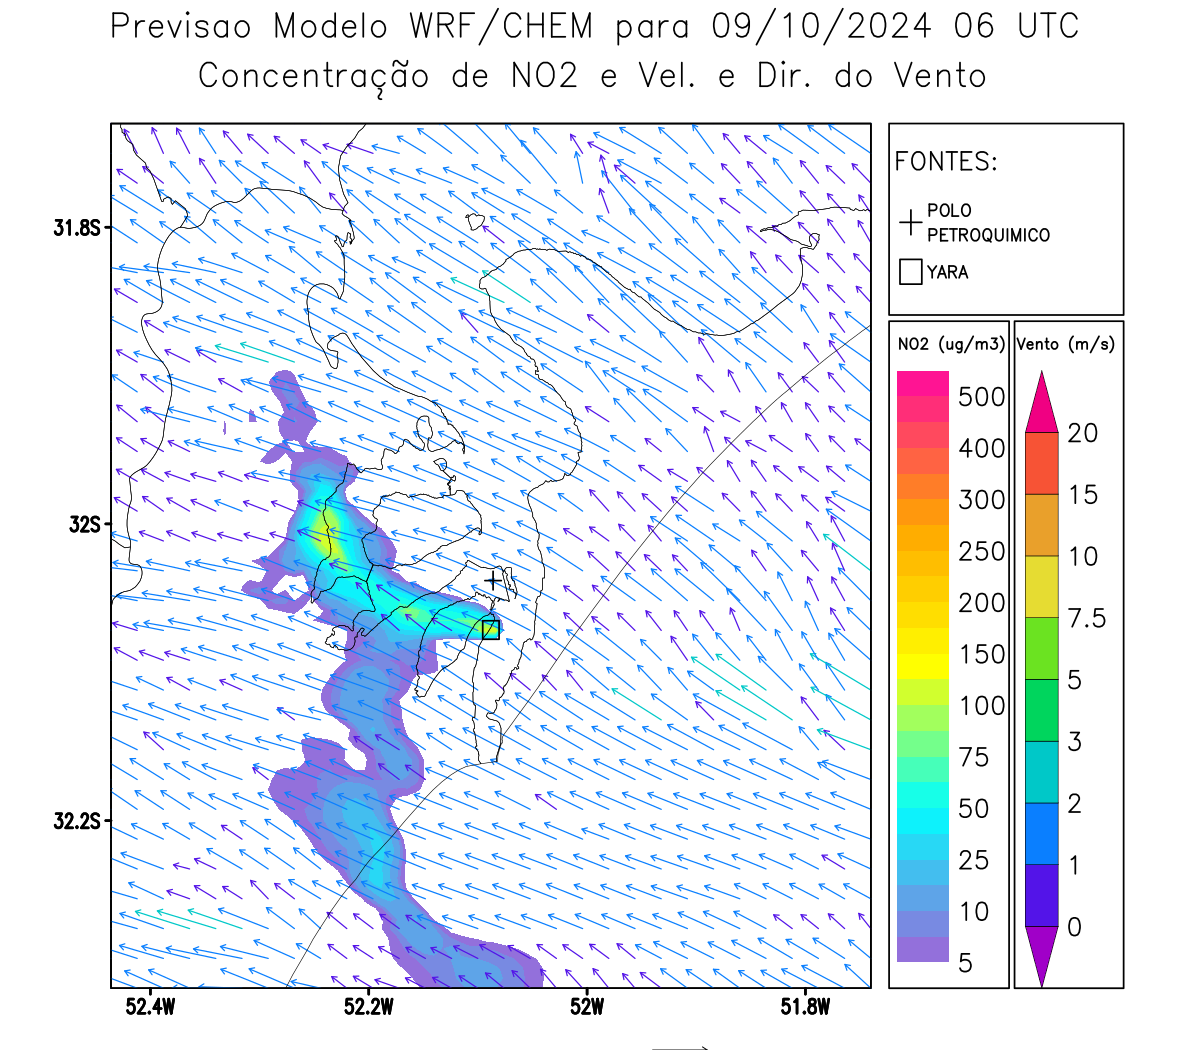 Previsao Modelo WRF/CHEM para 09/10/2024 06 UTC
Concentração de NO2 e Vel. e Dir. do Vento
FONTES:
POLO
PETROQUIMICO
YARA
NO2 (ug/m3)
500
400
300
250
200
150
100
75
50
25
10
5
Vento (m/s)
20
15
10
7.5
5
3
2
1
0
31.8S
32S
32.2S
52.4W 52.2W 52W 51.8W